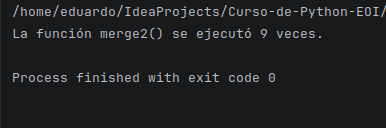 /home/eduardo/IdeaProjects/Curso-de-Python-EOI/
La función merge2() se ejecutó 9 veces.
Process finished with exit code 0